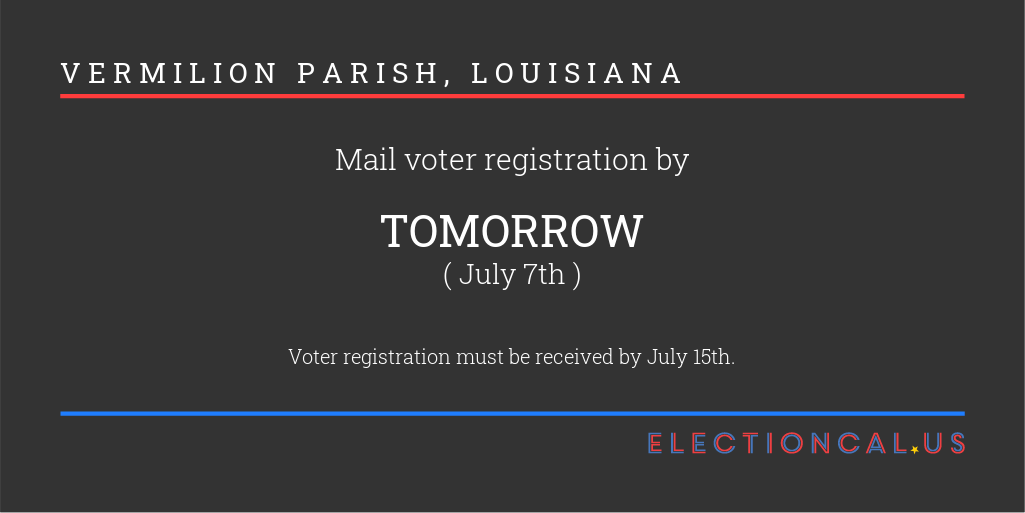 VERMILION PARISH, LOUISIANA
Mail voter registration by
TOMORROW
( July 7th )
Voter registration must be received by July 15th.
ELECTIONCAL.US